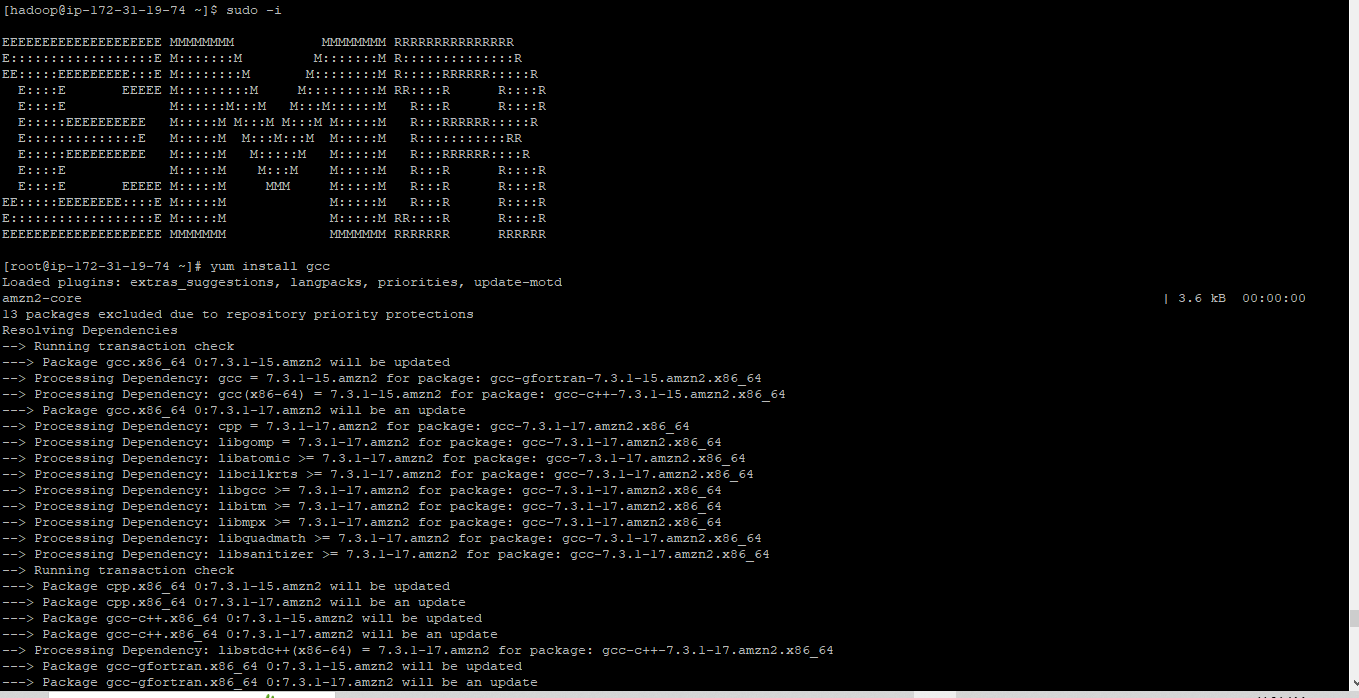 [hadoop@ip-172-31-19-74 ~]$ sudo -i
EEEEEEEEEEEEEEEEEEEE MMMMMMMM           MMMMMMMM RRRRRRRRRRRRRRR
E::::::::::::::::::E M:::::::M         M:::::::M R::::::::::::::R
EE:::::EEEEEEEEE:::E M::::::::M       M::::::::M R:::::RRRRRR:::::R
  E::::E       EEEEE M:::::::::M     M:::::::::M RR::::R      R::::R
  E::::E             M::::::M:::M   M:::M::::::M   R:::R      R::::R
  E:::::EEEEEEEEEE   M:::::M M:::M M:::M M:::::M   R:::RRRRRR:::::R
  E::::::::::::::E   M:::::M  M:::M:::M  M:::::M   R:::::::::::RR
  E:::::EEEEEEEEEE   M:::::M   M:::::M   M:::::M   R:::RRRRRR::::R
  E::::E             M:::::M    M:::M    M:::::M   R:::R      R::::R
  E::::E       EEEEE M:::::M     MMM     M:::::M   R:::R      R::::R
EE:::::EEEEEEEE::::E M:::::M             M:::::M   R:::R      R::::R
E::::::::::::::::::E M:::::M             M:::::M RR::::R      R::::R
EEEEEEEEEEEEEEEEEEEE MMMMMMM             MMMMMMM RRRRRRR      RRRRRR
[root@ip-172-31-19-74 ~]# yum install gcc
Loaded plugins: extras_suggestions, langpacks, priorities, update-motd
amzn2-core | 3.6 kB  00:00:00
13 packages excluded due to repository priority protections
Resolving Dependencies
--> Running transaction check
---> Package gcc.x86_64 0:7.3.1-15.amzn2 will be updated
--> Processing Dependency: gcc = 7.3.1-15.amzn2 for package: gcc-gfortran-7.3.1-15.amzn2.x86_64
--> Processing Dependency: gcc(x86-64) = 7.3.1-15.amzn2 for package: gcc-c++-7.3.1-15.amzn2.x86_64
---> Package gcc.x86_64 0:7.3.1-17.amzn2 will be an update
--> Processing Dependency: cpp = 7.3.1-17.amzn2 for package: gcc-7.3.1-17.amzn2.x86_64
--> Processing Dependency: libgomp = 7.3.1-17.amzn2 for package: gcc-7.3.1-17.amzn2.x86_64
--> Processing Dependency: libatomic >= 7.3.1-17.amzn2 for package: gcc-7.3.1-17.amzn2.x86_64
--> Processing Dependency: libcilkrts >= 7.3.1-17.amzn2 for package: gcc-7.3.1-17.amzn2.x86_64
--> Processing Dependency: libgcc >= 7.3.1-17.amzn2 for package: gcc-7.3.1-17.amzn2.x86_64
--> Processing Dependency: libitm >= 7.3.1-17.amzn2 for package: gcc-7.3.1-17.amzn2.x86_64
--> Processing Dependency: libmpx >= 7.3.1-17.amzn2 for package: gcc-7.3.1-17.amzn2.x86_64
--> Processing Dependency: libquadmath >= 7.3.1-17.amzn2 for package: gcc-7.3.1-17.amzn2.x86_64
--> Processing Dependency: libsanitizer >= 7.3.1-17.amzn2 for package: gcc-7.3.1-17.amzn2.x86_64
--> Running transaction check
---> Package cpp.x86_64 0:7.3.1-15.amzn2 will be updated
---> Package cpp.x86_64 0:7.3.1-17.amzn2 will be an update
---> Package gcc-c++.x86_64 0:7.3.1-15.amzn2 will be updated
---> Package gcc-c++.x86_64 0:7.3.1-17.amzn2 will be an update
--> Processing Dependency: libstdc++(x86-64) = 7.3.1-17.amzn2 for package: gcc-c++-7.3.1-17.amzn2.x86_64
---> Package gcc-gfortran.x86_64 0:7.3.1-15.amzn2 will be updated
---> Package gcc-gfortran.x86_64 0:7.3.1-17.amzn2 will be an update